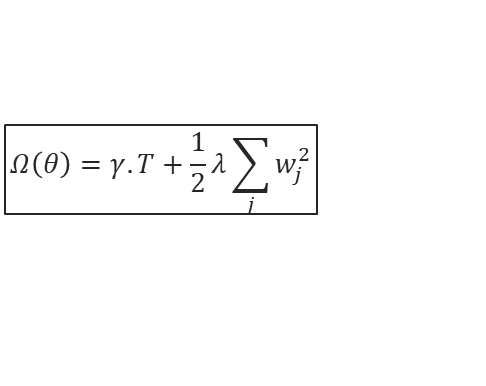 Ω(θ) = γ.T + 1/2 λ ∑_j w_j^2